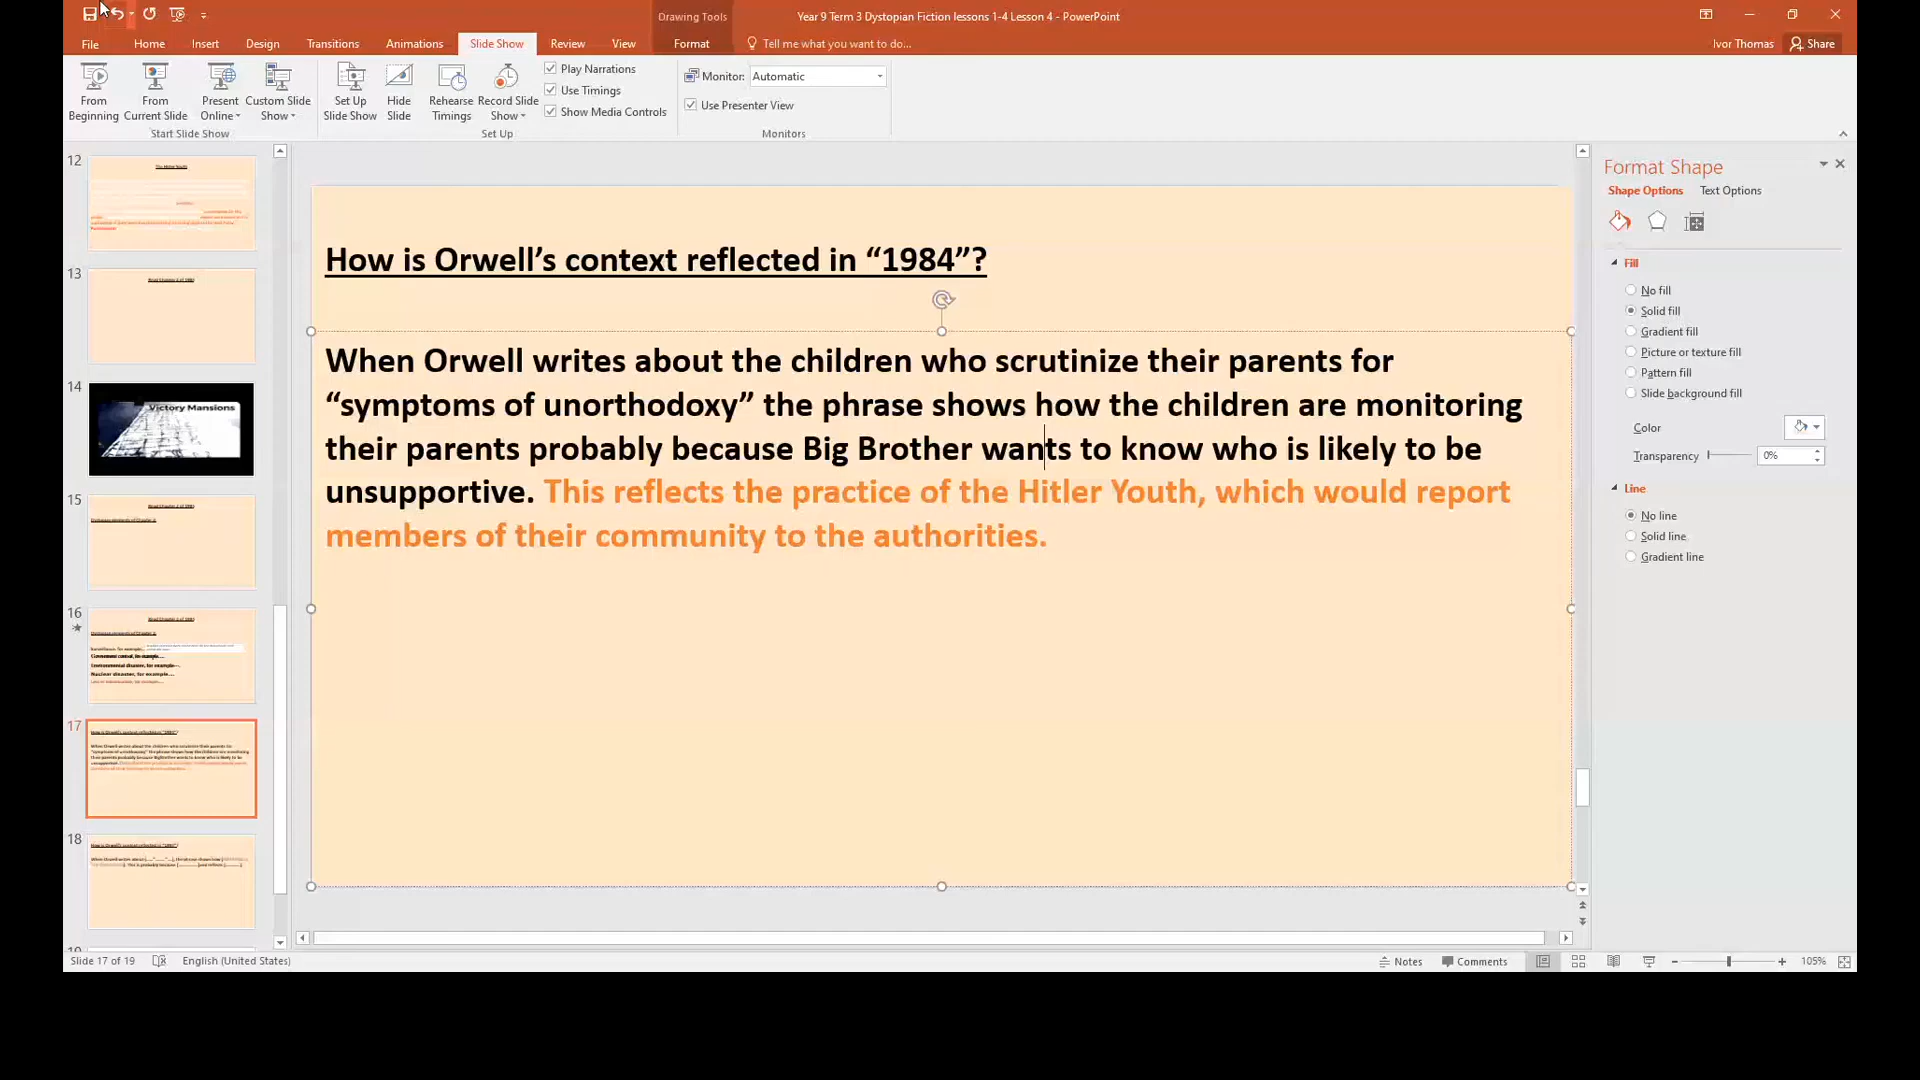 Drawing Tools
Year 9 Term 3 Dystopian Fiction lessons 1-4 Lesson 4 - PowerPoint
File Home Insert Design Transitions Animations Slide Show Review View Format Tell me what you want to do... Ivor Thomas Share
From Beginning
From Current Slide
Present Online
Custom Slide Show
Start Slide Show
Set Up Slide Show
Hide Slide
Rehearse Timings
Record Slide Show
Play Narrations
Use Timings
Show Media Controls
Set Up
Monitor: Automatic
Use Presenter View
Monitors
12
13
14
Victory Mansions
15
16
17
18
19
How is Orwell’s context reflected in “1984”?
When Orwell writes about the children who scrutinize their parents for
“symptoms of unorthodoxy” the phrase shows how the children are monitoring
their parents probably because Big Brother wants to know who is likely to be
unsupportive. This reflects the practice of the Hitler Youth, which would report
members of their community to the authorities.
Format Shape
Shape Options Text Options
Fill
No fill
Solid fill
Gradient fill
Picture or texture fill
Pattern fill
Slide background fill
Color
Transparency 0%
Line
No line
Solid line
Gradient line
Slide 17 of 19 English (United States) Notes Comments 105%